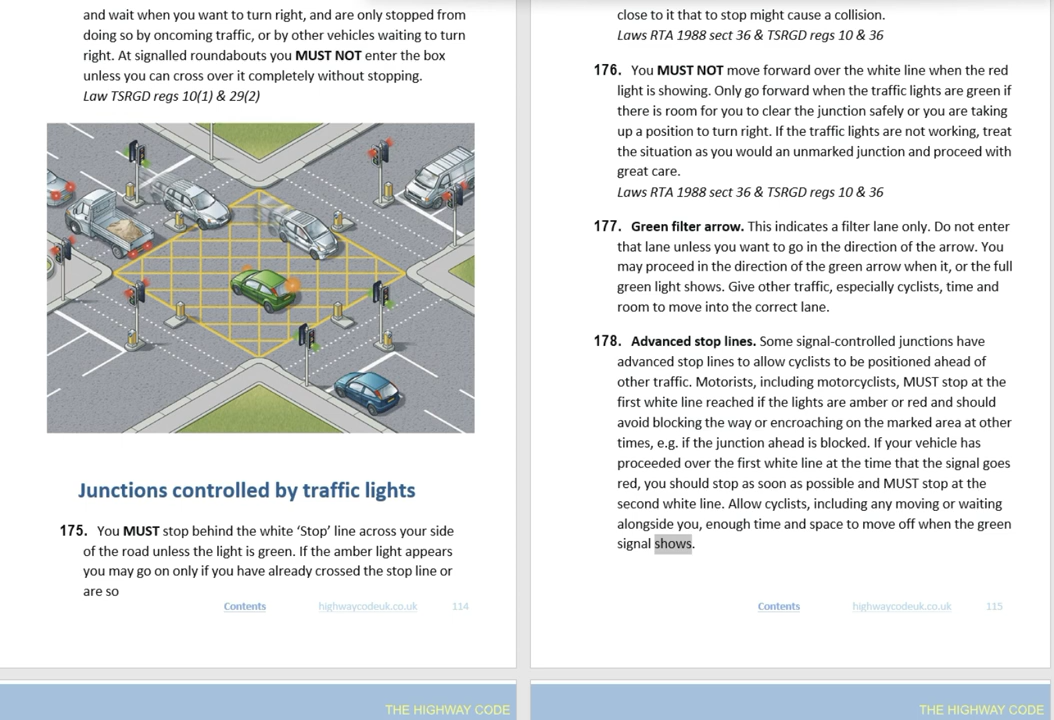 and wait when you want to turn right, and are only stopped from
doing so by oncoming traffic, or by other vehicles waiting to turn
right. At signalled roundabouts you MUST NOT enter the box
unless you can cross over it completely without stopping.
Law TSRGD regs 10(1) & 29(2)
Junctions controlled by traffic lights
175. You MUST stop behind the white ‘Stop’ line across your side
of the road unless the light is green. If the amber light appears
you may go on only if you have already crossed the stop line or
are so
Contents highwaycodeuk.co.uk 114
THE HIGHWAY CODE
close to it that to stop might cause a collision.
Laws RTA 1988 sect 36 & TSRGD regs 10 & 36
176. You MUST NOT move forward over the white line when the red
light is showing. Only go forward when the traffic lights are green if
there is room for you to clear the junction safely or you are taking
up a position to turn right. If the traffic lights are not working, treat
the situation as you would an unmarked junction and proceed with
great care.
Laws RTA 1988 sect 36 & TSRGD regs 10 & 36
177. Green filter arrow. This indicates a filter lane only. Do not enter
that lane unless you want to go in the direction of the arrow. You
may proceed in the direction of the green arrow when it, or the full
green light shows. Give other traffic, especially cyclists, time and
room to move into the correct lane.
178. Advanced stop lines. Some signal-controlled junctions have
advanced stop lines to allow cyclists to be positioned ahead of
other traffic. Motorists, including motorcyclists, MUST stop at the
first white line reached if the lights are amber or red and should
avoid blocking the way or encroaching on the marked area at other
times, e.g. if the junction ahead is blocked. If your vehicle has
proceeded over the first white line at the time that the signal goes
red, you should stop as soon as possible and MUST stop at the
second white line. Allow cyclists, including any moving or waiting
alongside you, enough time and space to move off when the green
signal shows.
Contents highwaycodeuk.co.uk 115
THE HIGHWAY CODE